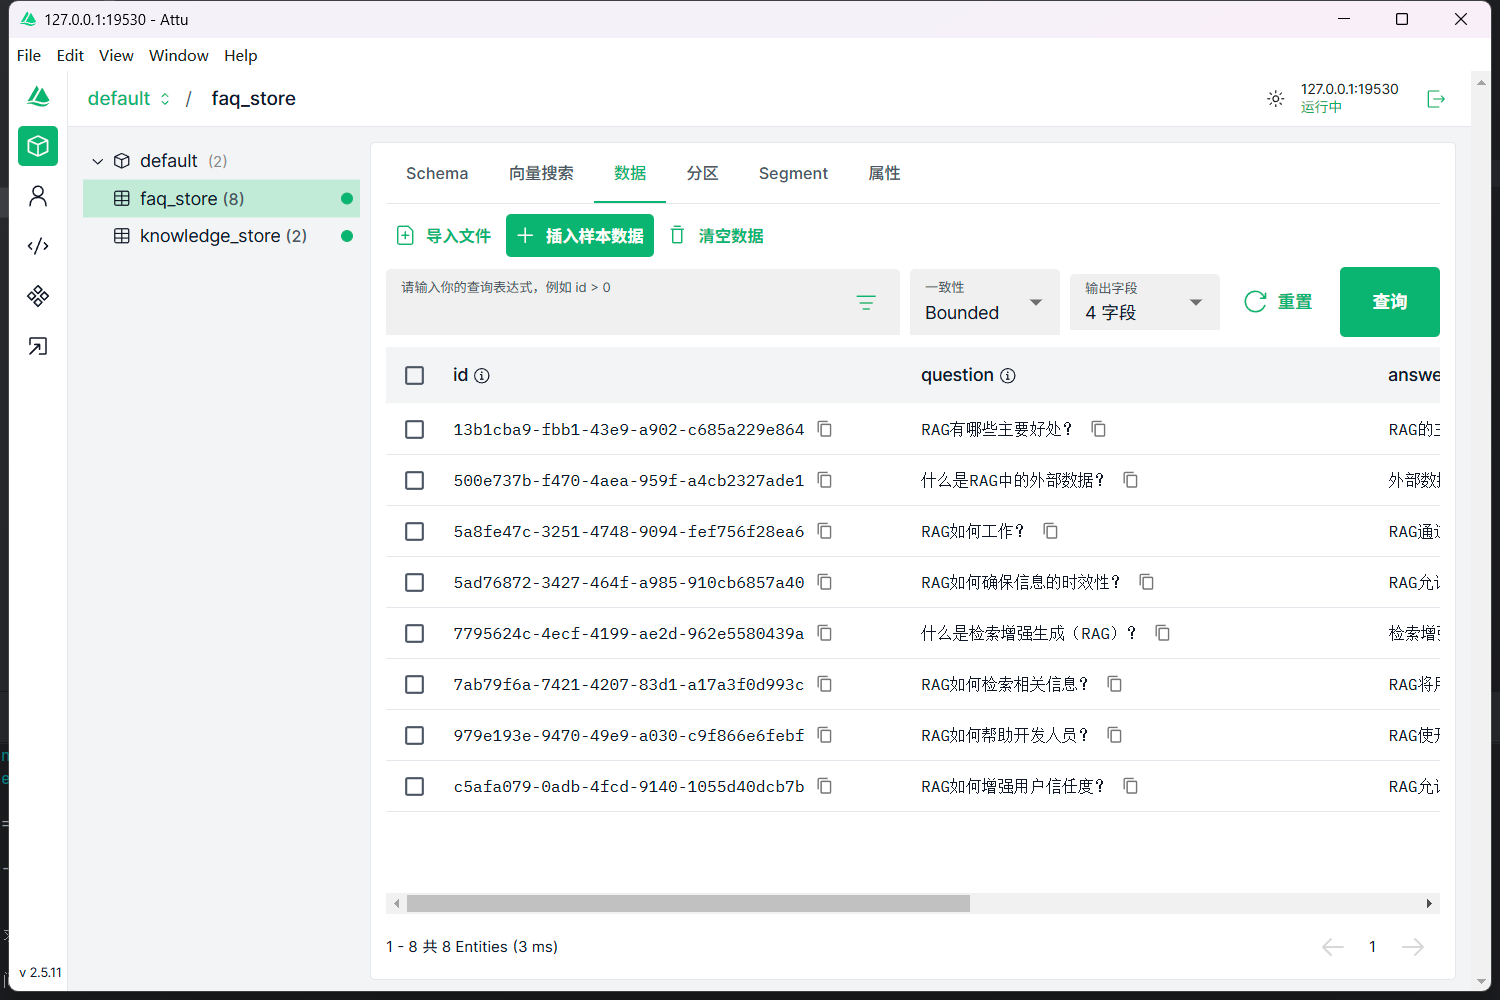 127.0.0.1:19530 - Attu
File Edit View Window Help
default / faq_store
127.0.0.1:19530
运行中
default (2)
faq_store (8)
knowledge_store (2)
Schema 向量搜索 数据 分区 Segment 属性
导入文件 插入样本数据 清空数据
请输入你的查询表达式，例如 id > 0
一致性
Bounded
输出字段
4 字段
重置
查询
id question answe
13b1cba9-fbb1-43e9-a902-c685a229e864 RAG有哪些主要好处？ RAG的主
500e737b-f470-4aea-959f-a4cb2327ade1 什么是RAG中的外部数据？ 外部数据
5a8fe47c-3251-4748-9094-fef756f28ea6 RAG如何工作？ RAG通过
5ad76872-3427-464f-a985-910cb6857a40 RAG如何确保信息的时效性？ RAG允许
7795624c-4ecf-4199-ae2d-962e5580439a 什么是检索增强生成（RAG）？ 检索增强
7ab79f6a-7421-4207-83d1-a17a3f0d993c RAG如何检索相关信息？ RAG将用
979e193e-9470-49e9-a030-c9f866e6febf RAG如何帮助开发人员？ RAG使开
c5afa079-0adb-4fcd-9140-1055d40dcb7b RAG如何增强用户信任度？ RAG允许
1 - 8 共 8 Entities (3 ms)
1
v 2.5.11